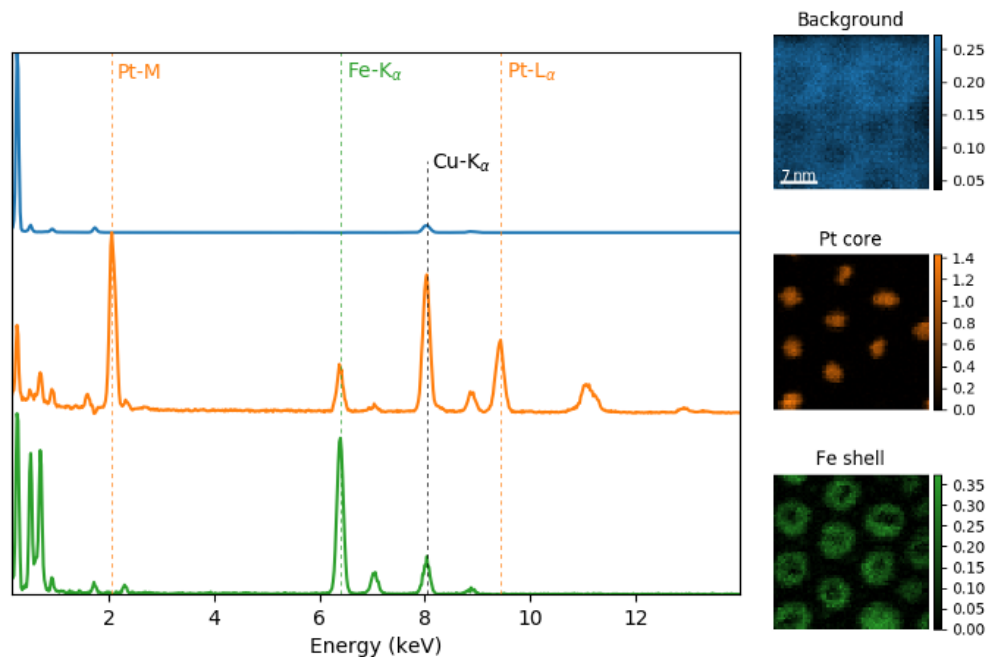 Background
Pt-M
Fe-Kα
Pt-Lα
Cu-Kα
7 nm
0.25
0.20
0.15
0.10
0.05
Pt core
1.4
1.2
1.0
0.8
0.6
0.4
0.2
0.0
Fe shell
0.35
0.30
0.25
0.20
0.15
0.10
0.05
0.00
2 4 6 8 10 12
Energy (keV)